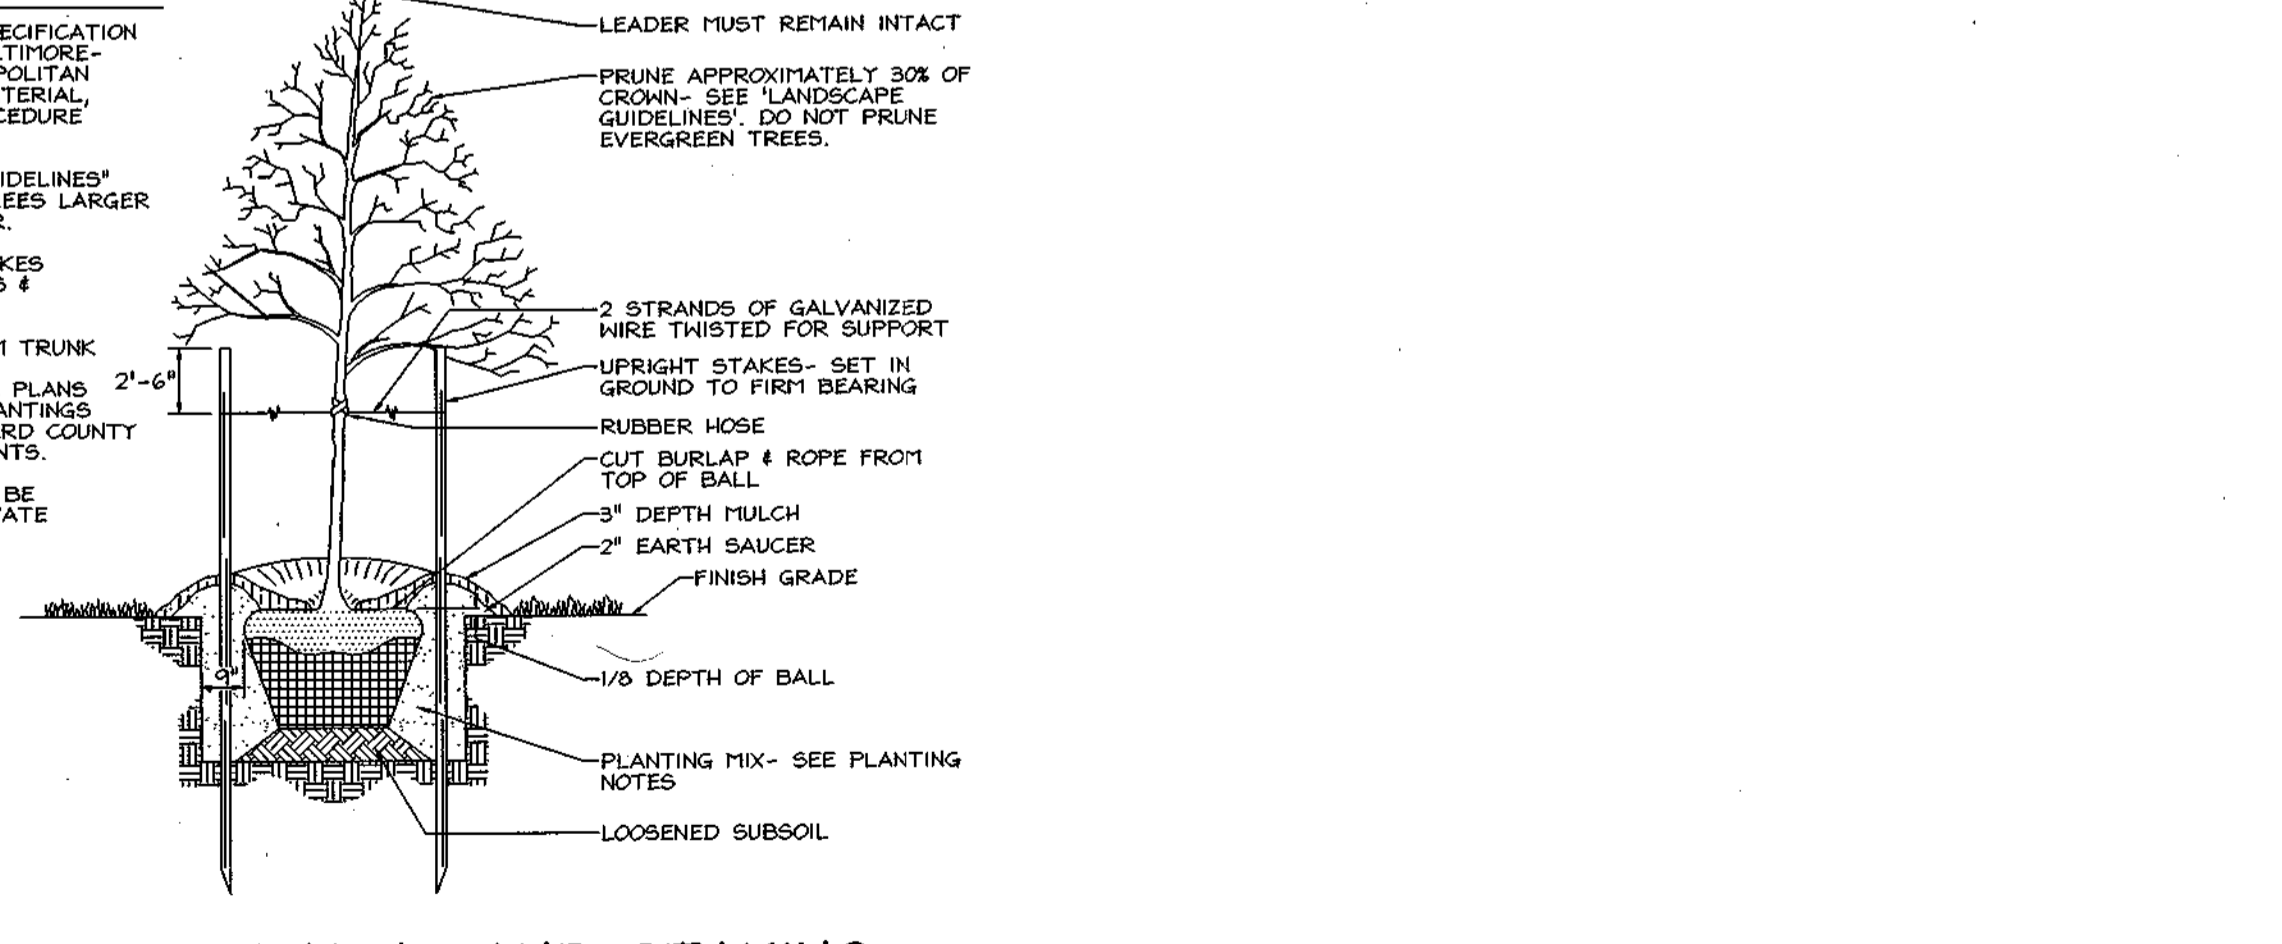 ECIFICATION
LTIMORE-
POLITAN
TERIAL,
CEDURE
IDELINES"
REES LARGER
R.
KES
S &
M TRUNK
PLANS
ANTINGS
RD COUNTY
NTS.
BE
TATE
LEADER MUST REMAIN INTACT
PRUNE APPROXIMATELY 30% OF
CROWN- SEE 'LANDSCAPE
GUIDELINES'. DO NOT PRUNE
EVERGREEN TREES.
2 STRANDS OF GALVANIZED
WIRE TWISTED FOR SUPPORT
2'-6"
UPRIGHT STAKES- SET IN
GROUND TO FIRM BEARING
RUBBER HOSE
CUT BURLAP & ROPE FROM
TOP OF BALL
3" DEPTH MULCH
2" EARTH SAUCER
FINISH GRADE
9"
1/8 DEPTH OF BALL
PLANTING MIX- SEE PLANTING
NOTES
LOOSENED SUBSOIL